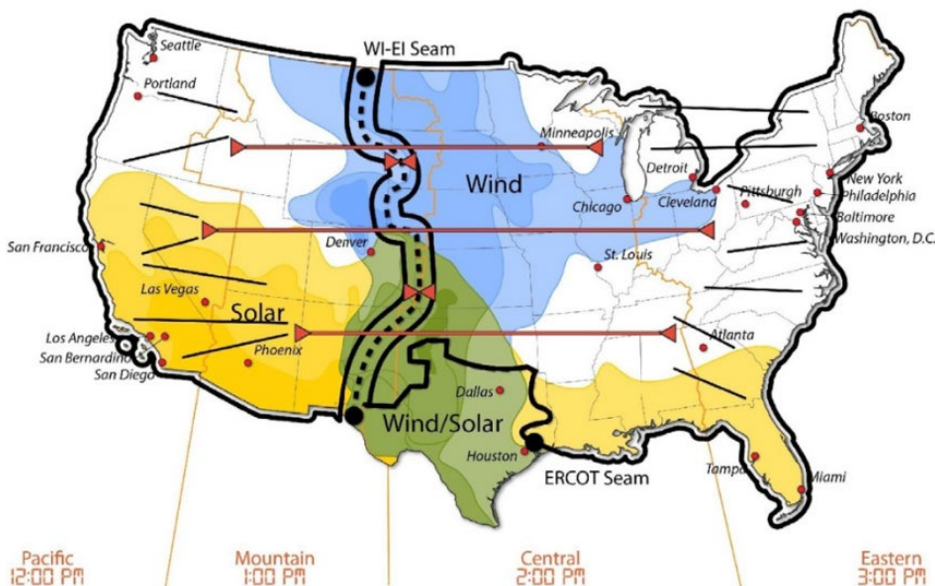 WI-EI Seam
Seattle
Portland
Minneapolis
Boston
Detroit
Wind
New York
Pittsburgh
Philadelphia
Chicago
Cleveland
Baltimore
Washington, D.C.
San Francisco
Denver
St. Louis
Las Vegas
Solar
Los Angeles
Atlanta
Phoenix
San Bernardino
San Diego
Dallas
Wind/Solar
Houston
Tampa
Miami
ERCOT Seam
Pacific
12:00 PM
Mountain
1:00 PM
Central
2:00 PM
Eastern
3:00 PM